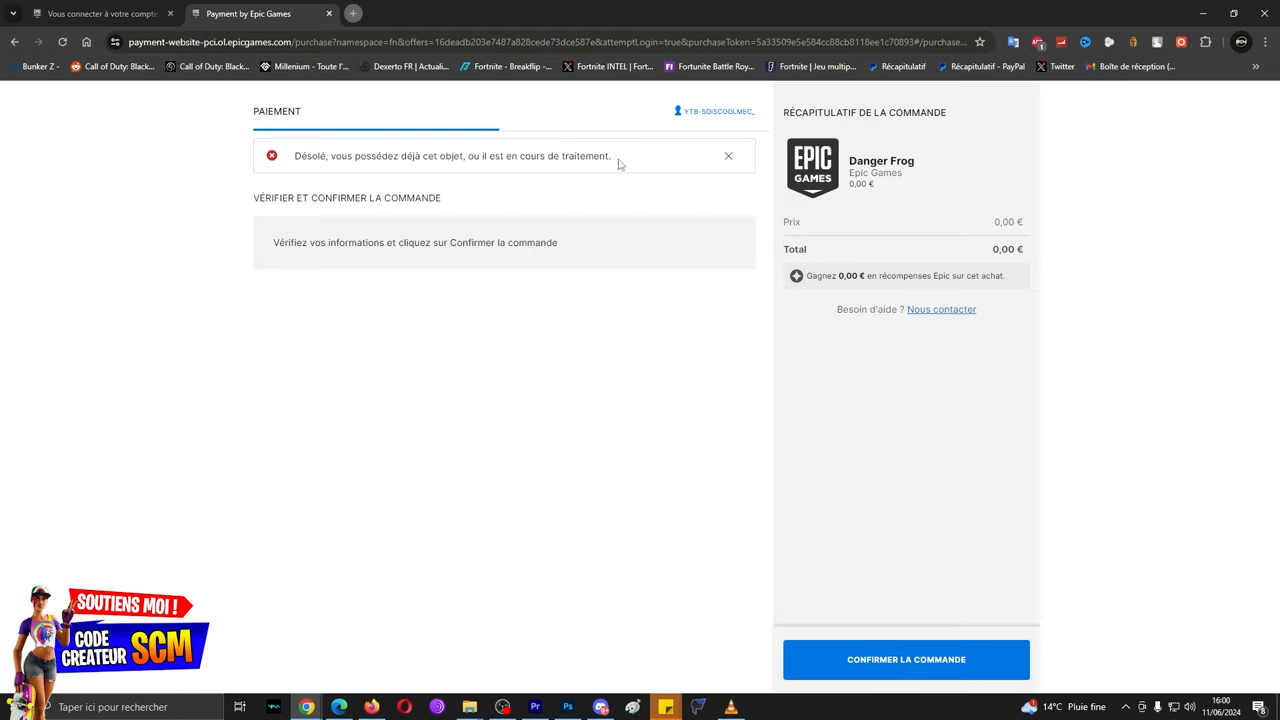 Vous connecter à votre compte
Payment by Epic Games
payment-website-pci.ol.epicgames.com/purchase?namespace=fn&offers=16deadb203e7487a828cede73dce587e&attemptLogin=true&purchaseToken=5a33509e5e584cc88cb8118ee1c70893#/purchase...
Bunker Z - Reddit
Call of Duty: Black...
Call of Duty: Black...
Millenium - Toute l'...
Dexerto FR | Actuali...
Fortnite - Breakflip -...
Fortnite INTEL | Fort...
Fortunite Battle Roy...
Fortnite | Jeu multip...
Récapitulatif
Récapitulatif - PayPal
Twitter
Boîte de réception (...
PAIEMENT
YTB-SOISCOOLMEC_
Désolé, vous possédez déjà cet objet, ou il est en cours de traitement.
VÉRIFIER ET CONFIRMER LA COMMANDE
Vérifiez vos informations et cliquez sur Confirmer la commande
RÉCAPITULATIF DE LA COMMANDE
EPIC
GAMES
Danger Frog
Epic Games
0,00 €
Prix 0,00 €
Total 0,00 €
Gagnez 0,00 € en récompenses Epic sur cet achat.
Besoin d'aide ? Nous contacter
CONFIRMER LA COMMANDE
SOUTIENS MOI !
CODE
CREATEUR SCM
Taper ici pour rechercher
14°C Pluie fine
16:00
11/06/2024